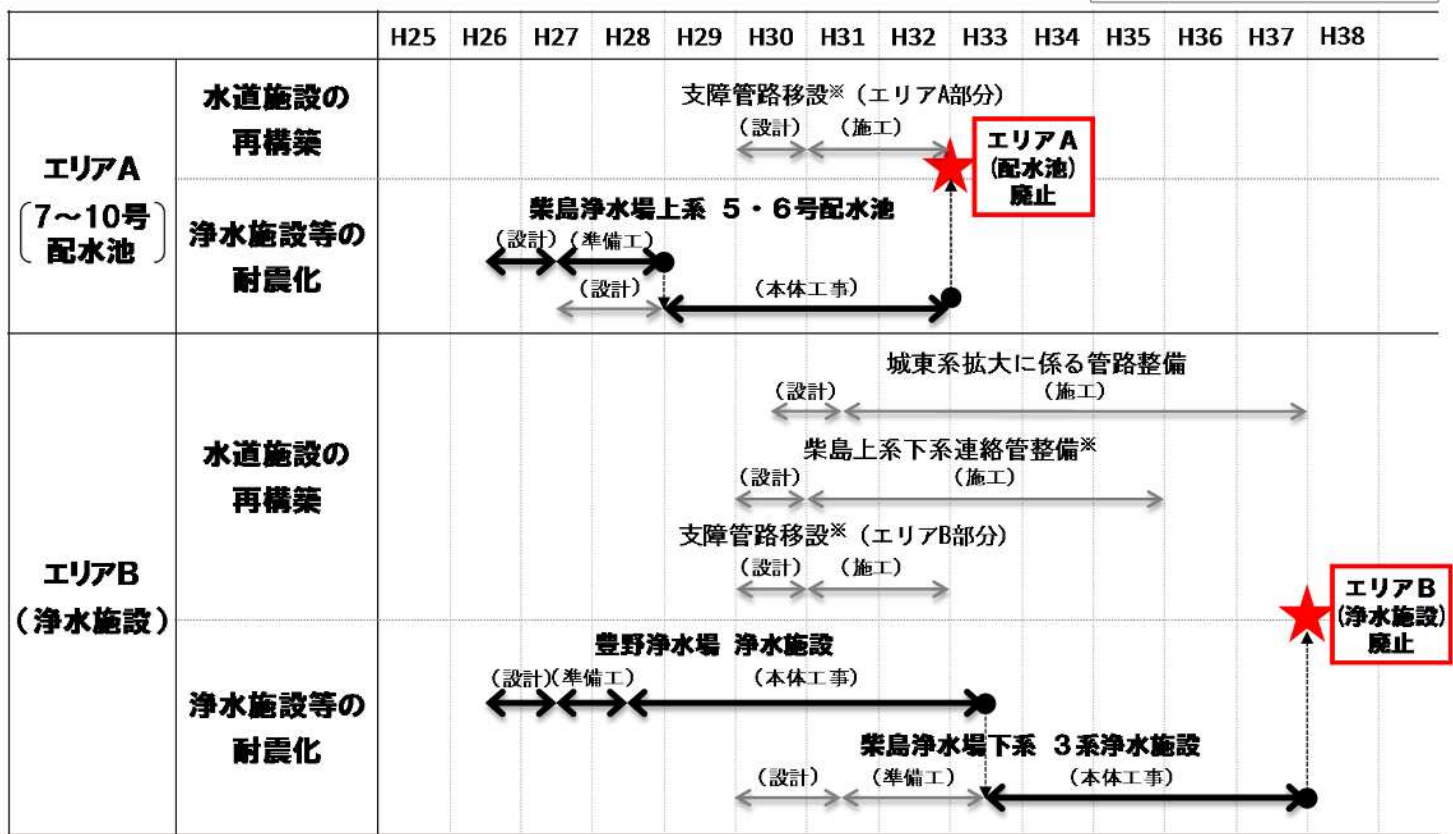 H25 H26 H27 H28 H29 H30 H31 H32 H33 H34 H35 H36 H37 H38
エリアA
（7～10号
配水池）
水道施設の
再構築
支障管路移設※（エリアA部分）
（設計）（施工）
エリアA
(配水池)
廃止
浄水施設等の
耐震化
柴島浄水場上系 5・6号配水池
（設計）（準備工）
（設計）（本体工事）
エリアB
（浄水施設）
水道施設の
再構築
城東系拡大に係る管路整備
（設計）（施工）
柴島上系下系連絡管整備※
（設計）（施工）
支障管路移設※（エリアB部分）
（設計）（施工）
エリアB
(浄水施設)
廃止
浄水施設等の
耐震化
豊野浄水場 浄水施設
（設計）（準備工）（本体工事）
柴島浄水場下系 3系浄水施設
（設計）（準備工）（本体工事）